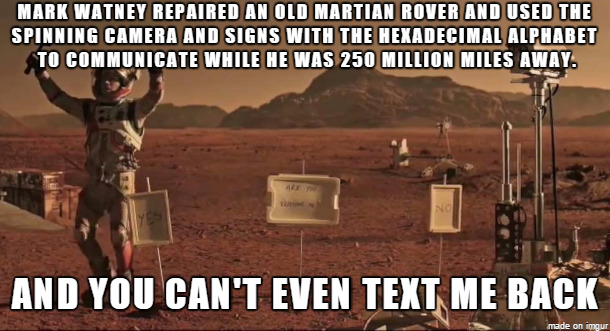 MARK WATNEY REPAIRED AN OLD MARTIAN ROVER AND USED THE
SPINNING CAMERA AND SIGNS WITH THE HEXADECIMAL ALPHABET
TO COMMUNICATE WHILE HE WAS 250 MILLION MILES AWAY.
YES
ARE YOU
NO
AND YOU CAN'T EVEN TEXT ME BACK
made on imgur